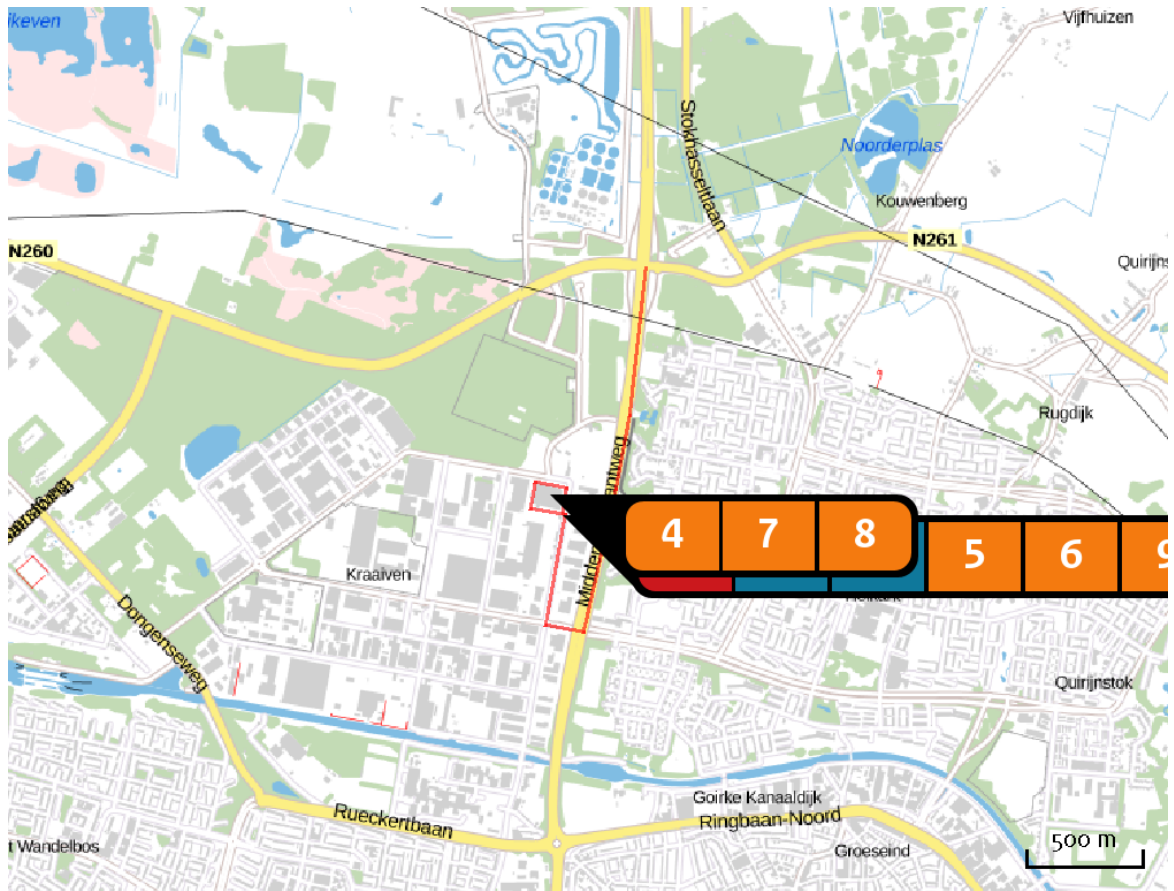 ikeven
Vijfhuizen
Stokhasseltlaan
Noorderplas
Kouwenberg
N260
N261
Quirijns
Rugdijk
Kraaiven
4 7 8
5 6 9
Dongenseweg
Quirijnstok
Goirke Kanaaldijk
Rueckertbaan
Ringbaan-Noord
t Wandelbos
Groeseind
500 m